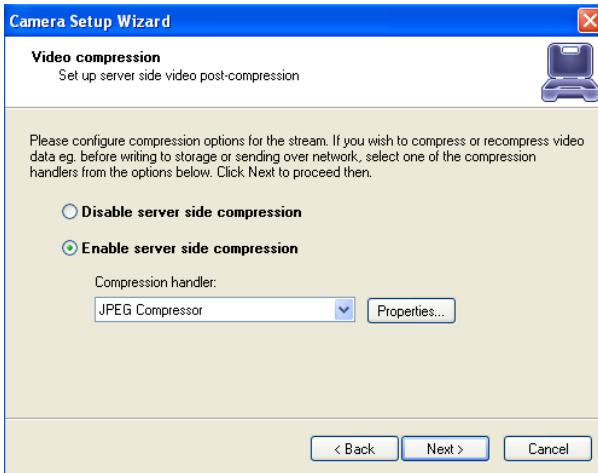 Camera Setup Wizard
Video compression
Set up server side video post-compression
Please configure compression options for the stream. If you wish to compress or recompress video
data eg. before writing to storage or sending over network, select one of the compression
handlers from the options below. Click Next to proceed then.
Disable server side compression
Enable server side compression
Compression handler:
JPEG Compressor
Properties...
< Back
Next >
Cancel